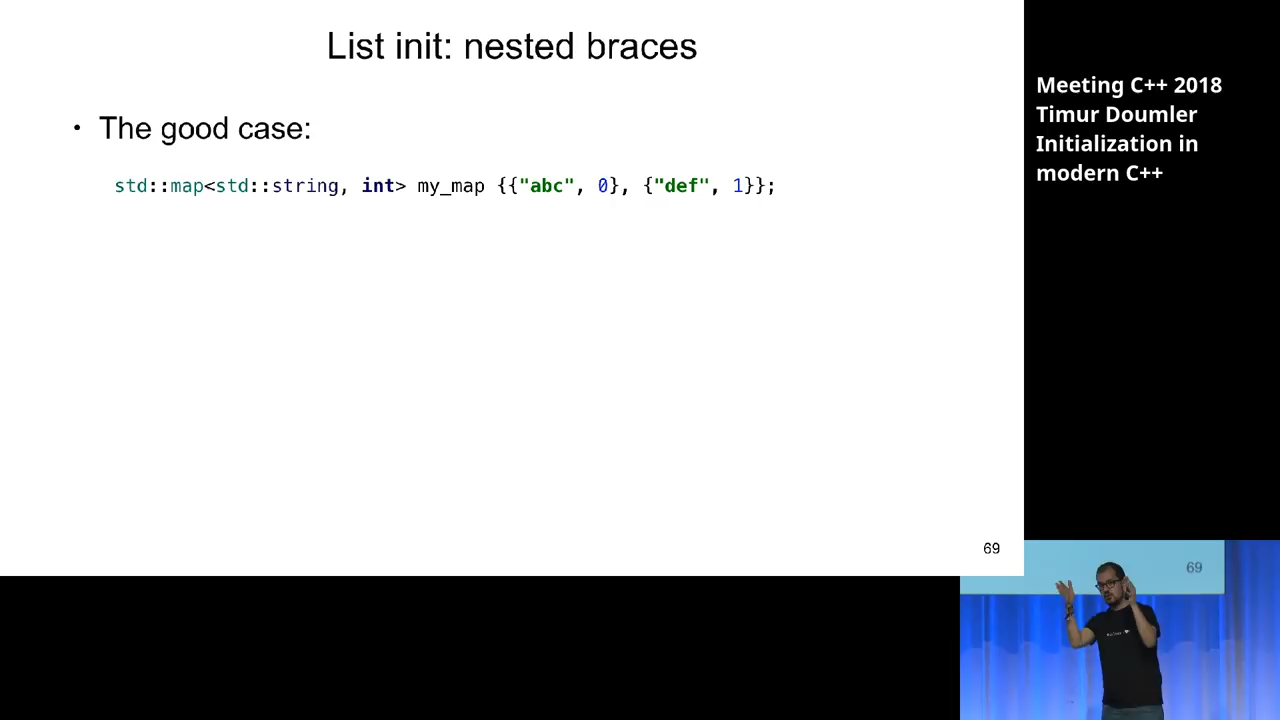 List init: nested braces
• The good case:
std::map<std::string, int> my_map {{"abc", 0}, {"def", 1}};
69
Meeting C++ 2018
Timur Doumler
Initialization in
modern C++
69